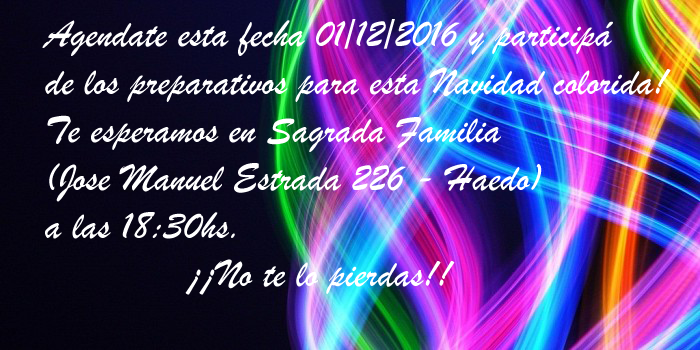 Agendate esta fecha 01/12/2016 y participá
de los preparativos para esta Navidad colorida!
Te esperamos en Sagrada Familia
(Jose Manuel Estrada 226 - Haedo)
a las 18:30hs.
¡¡No te lo pierdas!!